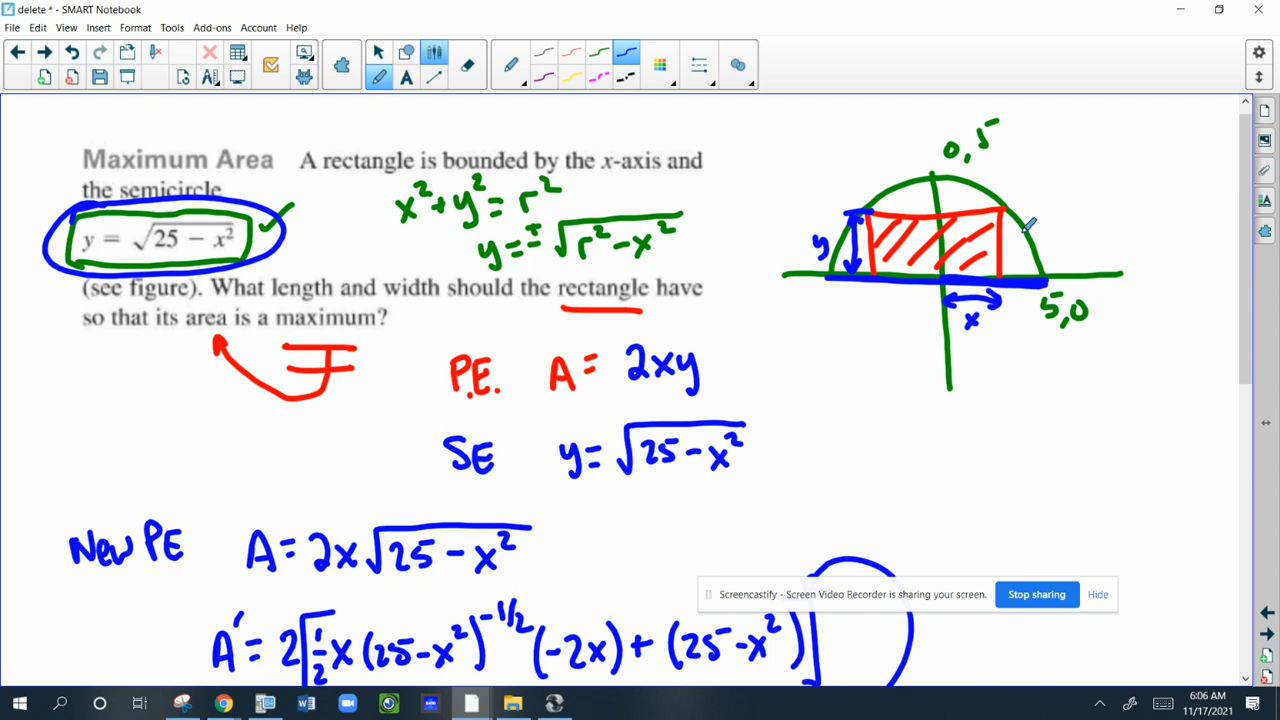 delete * - SMART Notebook
File Edit View Insert Format Tools Add-ons Account Help
Maximum Area A rectangle is bounded by the x-axis and
the semicircle
y = √25 − x²
x² + y² = r²
y = ± √r² − x²
(see figure). What length and width should the rectangle have
so that its area is a maximum?
0,5
y
x
5,0
P.E. A = 2xy
SE y = √25 − x²
New PE A = 2x √25 − x²
Screencastify - Screen Video Recorder is sharing your screen. Stop sharing Hide
A' = 2[½ x (25 − x²)^-1/2 (−2x) + (25 − x²)
6:06 AM
11/17/2021